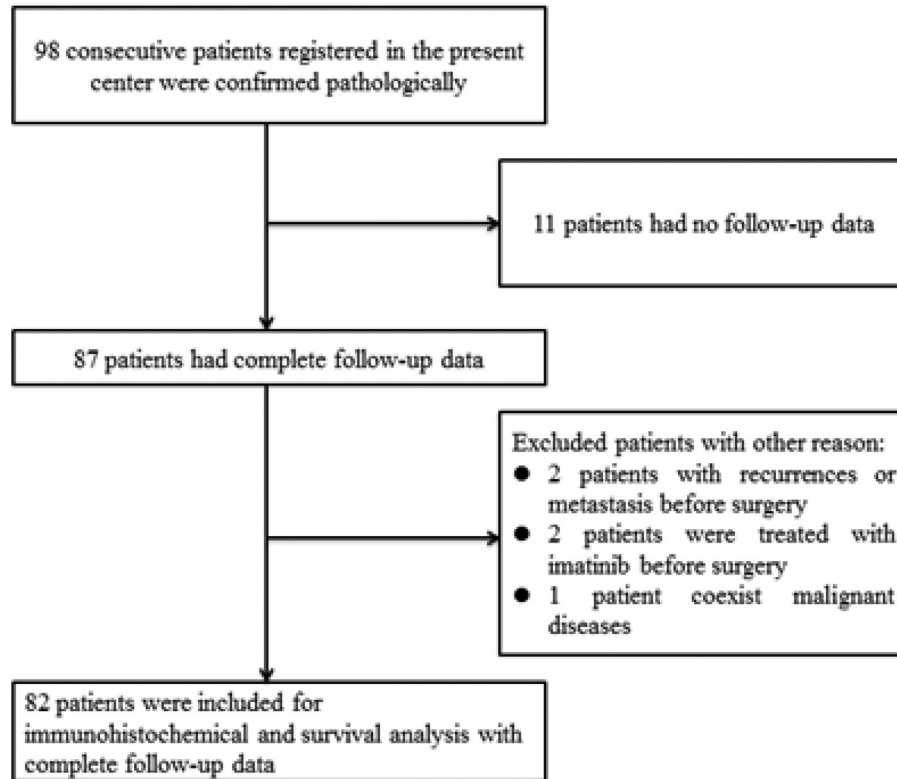 98 consecutive patients registered in the present
center were confirmed pathologically
11 patients had no follow-up data
87 patients had complete follow-up data
Excluded patients with other reason:
● 2 patients with recurrences or
metastasis before surgery
● 2 patients were treated with
imatinib before surgery
● 1 patient coexist malignant
diseases
82 patients were included for
immunohistochemical and survival analysis with
complete follow-up data